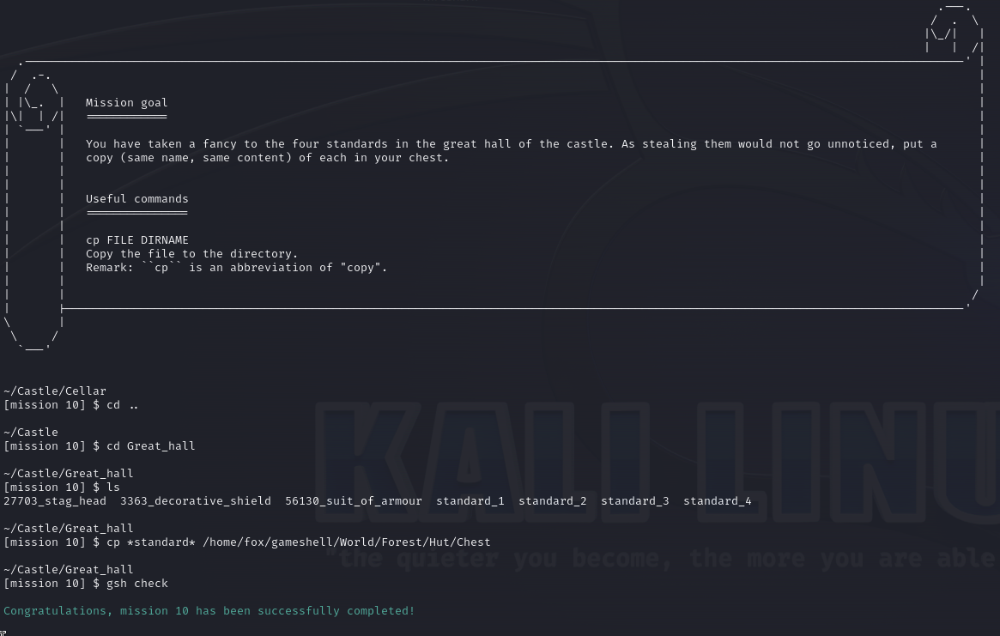 Mission goal
============
You have taken a fancy to the four standards in the great hall of the castle. As stealing them would not go unnoticed, put a
copy (same name, same content) of each in your chest.
Useful commands
===============
cp FILE DIRNAME
Copy the file to the directory.
Remark: ``cp`` is an abbreviation of "copy".
~/Castle/Cellar
[mission 10] $ cd ..
~/Castle
[mission 10] $ cd Great_hall
~/Castle/Great_hall
[mission 10] $ ls
27703_stag_head  3363_decorative_shield  56130_suit_of_armour  standard_1  standard_2  standard_3  standard_4
~/Castle/Great_hall
[mission 10] $ cp *standard* /home/fox/gameshell/World/Forest/Hut/Chest
~/Castle/Great_hall
[mission 10] $ gsh check
Congratulations, mission 10 has been successfully completed!
KALI LINU
"the quieter you become, the more you are able